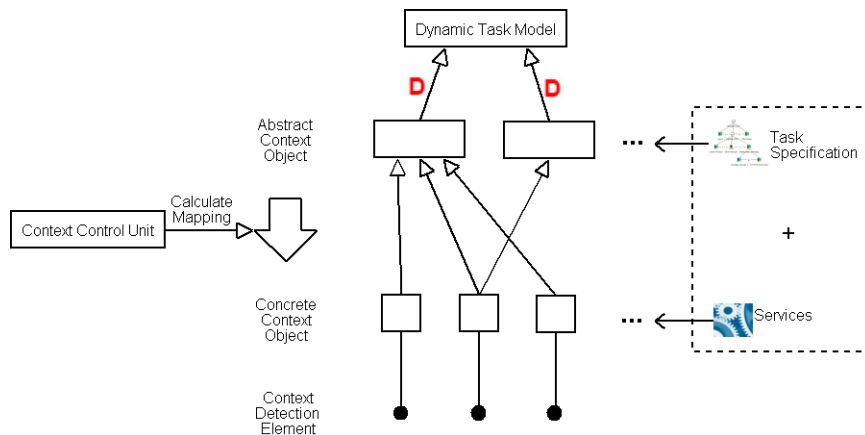 Dynamic Task Model
D
D
Abstract
Context
Object
...
Task
Specification
Calculate
Mapping
Context Control Unit
+
Concrete
Context
Object
...
Services
Context
Detection
Element